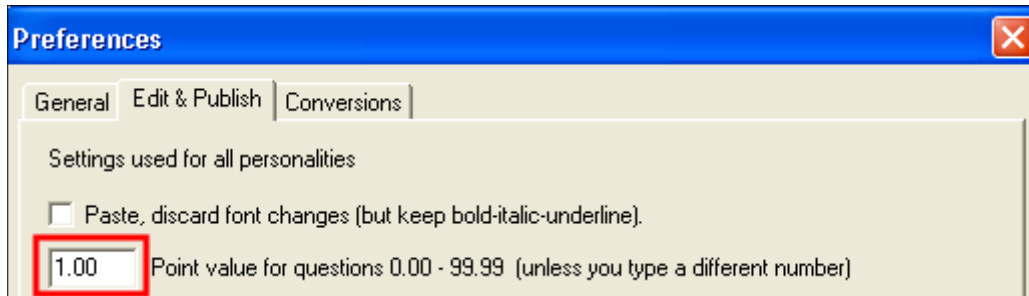 Preferences
General Edit & Publish Conversions
Settings used for all personalities
Paste, discard font changes (but keep bold-italic-underline).
1.00 Point value for questions 0.00 - 99.99 (unless you type a different number)